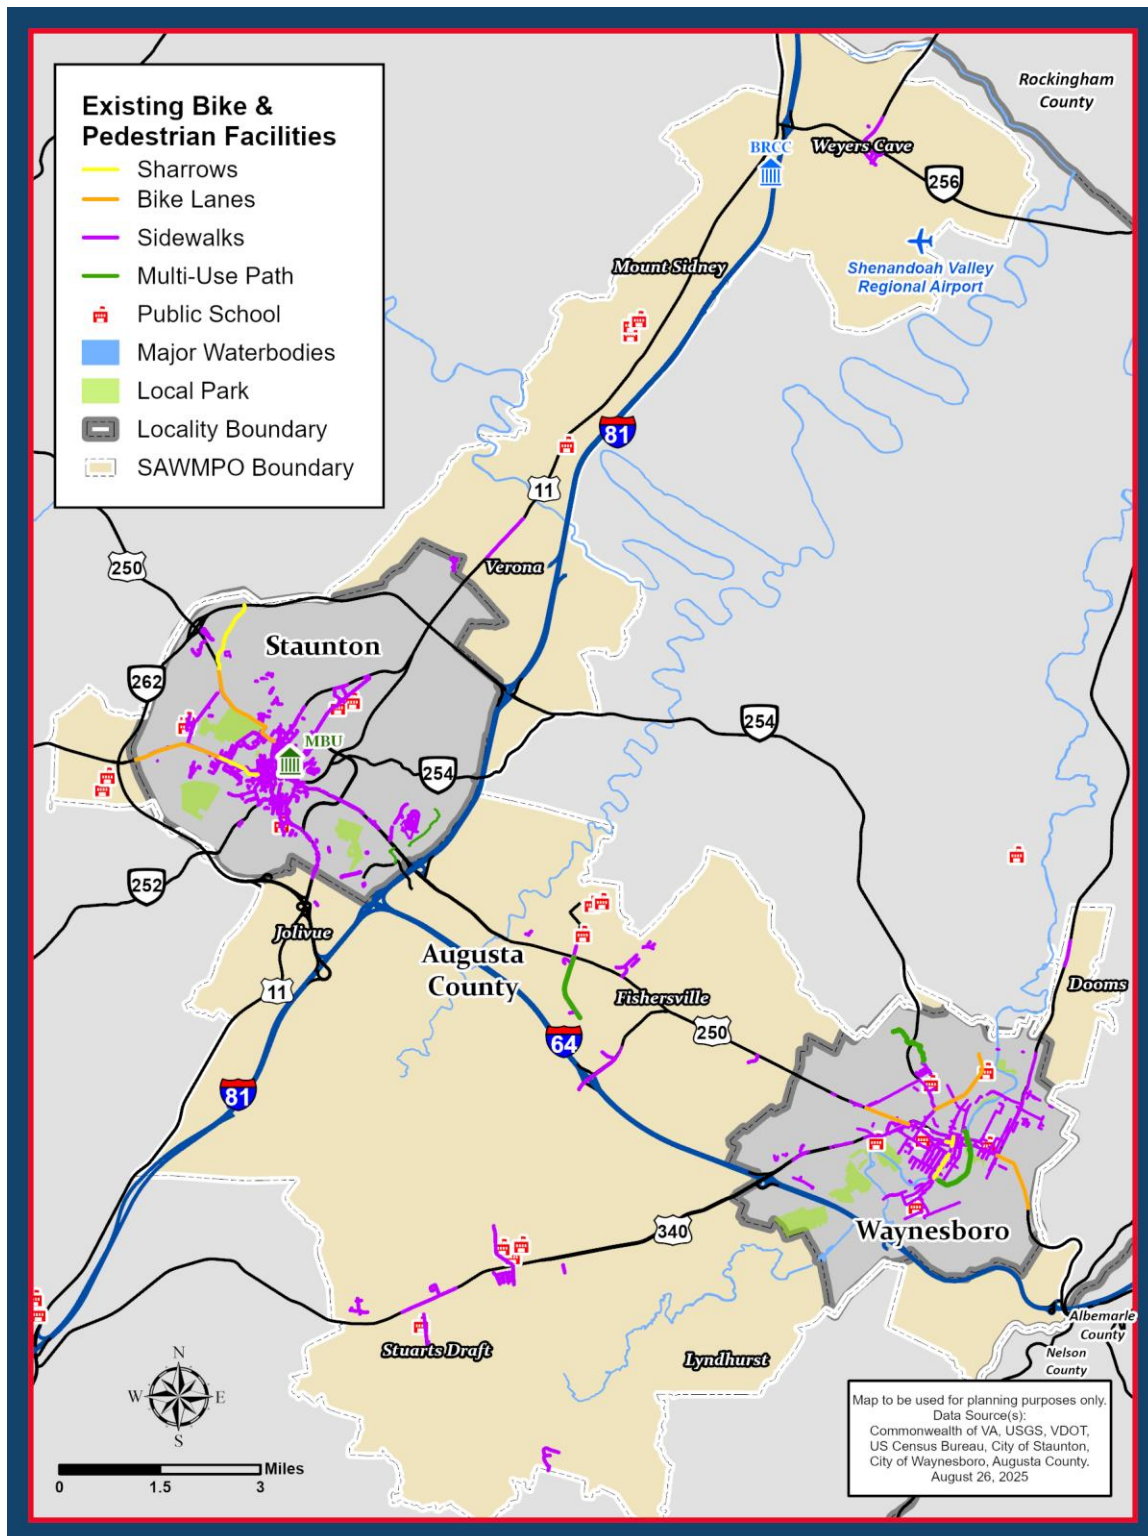 Existing Bike &
Pedestrian Facilities
Sharrows
Bike Lanes
Sidewalks
Multi-Use Path
Public School
Major Waterbodies
Local Park
Locality Boundary
SAWMPO Boundary
Rockingham
County
BRCC
Weyers Cave
256
Mount Sidney
Shenandoah Valley
Regional Airport
81
11
250
Verona
Staunton
262
MBU
254
254
252
Jolivue
11
Augusta
County
Fishersville
Dooms
64
250
81
340
Waynesboro
Stuarts Draft
Lyndhurst
Albemarle
County
Nelson
County
N
W
E
S
Miles
0
1.5
3
Map to be used for planning purposes only.
Data Source(s):
Commonwealth of VA, USGS, VDOT,
US Census Bureau, City of Staunton,
City of Waynesboro, Augusta County.
August 26, 2025